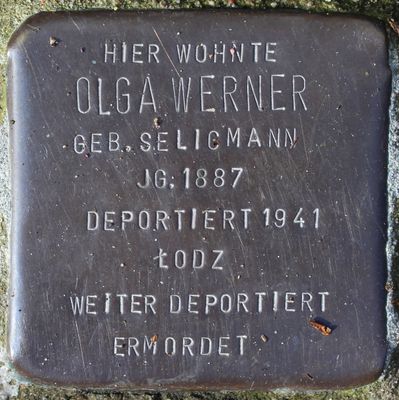 HIER WOHNTE
OLGA WERNER
GEB. SELIGMANN
JG. 1887
DEPORTIERT 1941
ŁODZ
WEITER DEPORTIERT
ERMORDET